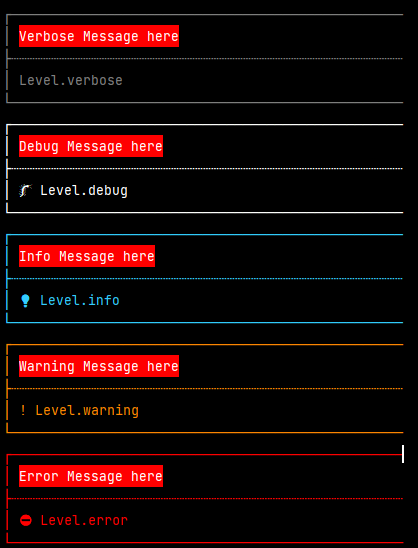 Verbose Message here
Level.verbose
Debug Message here
🐛 Level.debug
Info Message here
💡 Level.info
Warning Message here
! Level.warning
Error Message here
⛔ Level.error